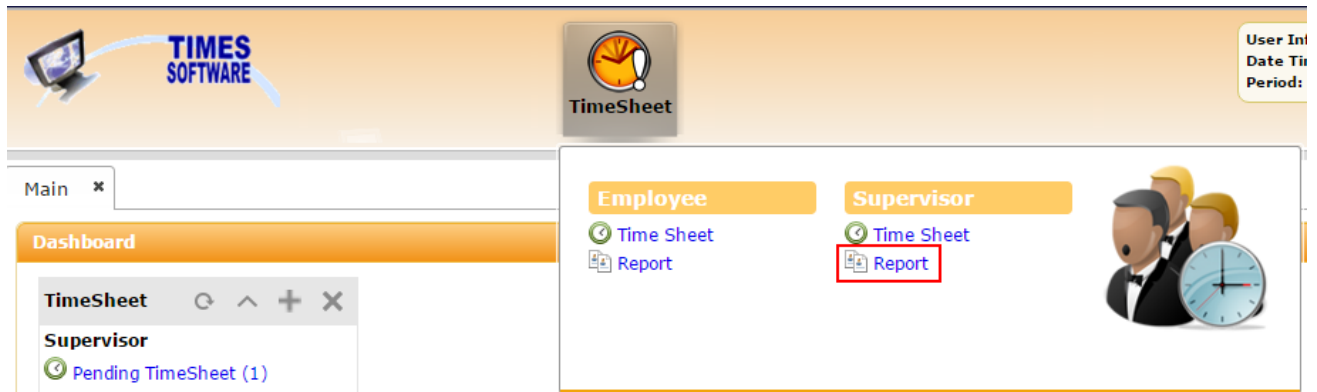 TIMES
SOFTWARE
TimeSheet
User Inf
Date Ti
Period:
Main
Employee
Supervisor
Time Sheet
Time Sheet
Report
Report
Dashboard
TimeSheet
Supervisor
Pending TimeSheet (1)